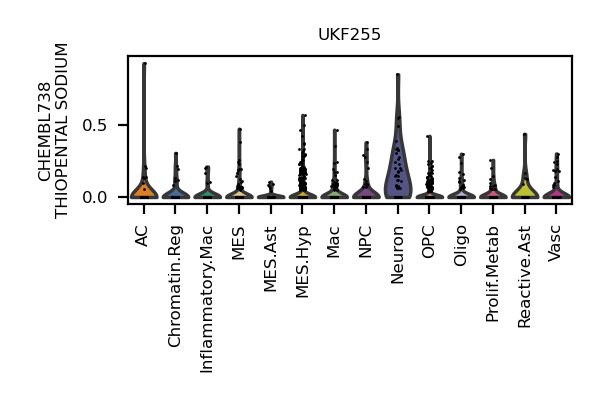 UKF255
CHEMBL738
THIOPENTAL SODIUM
0.5
0.0
AC
Chromatin.Reg
Inflammatory.Mac
MES
MES.Ast
MES.Hyp
Mac
NPC
Neuron
OPC
Oligo
Prolif.Metab
Reactive.Ast
Vasc